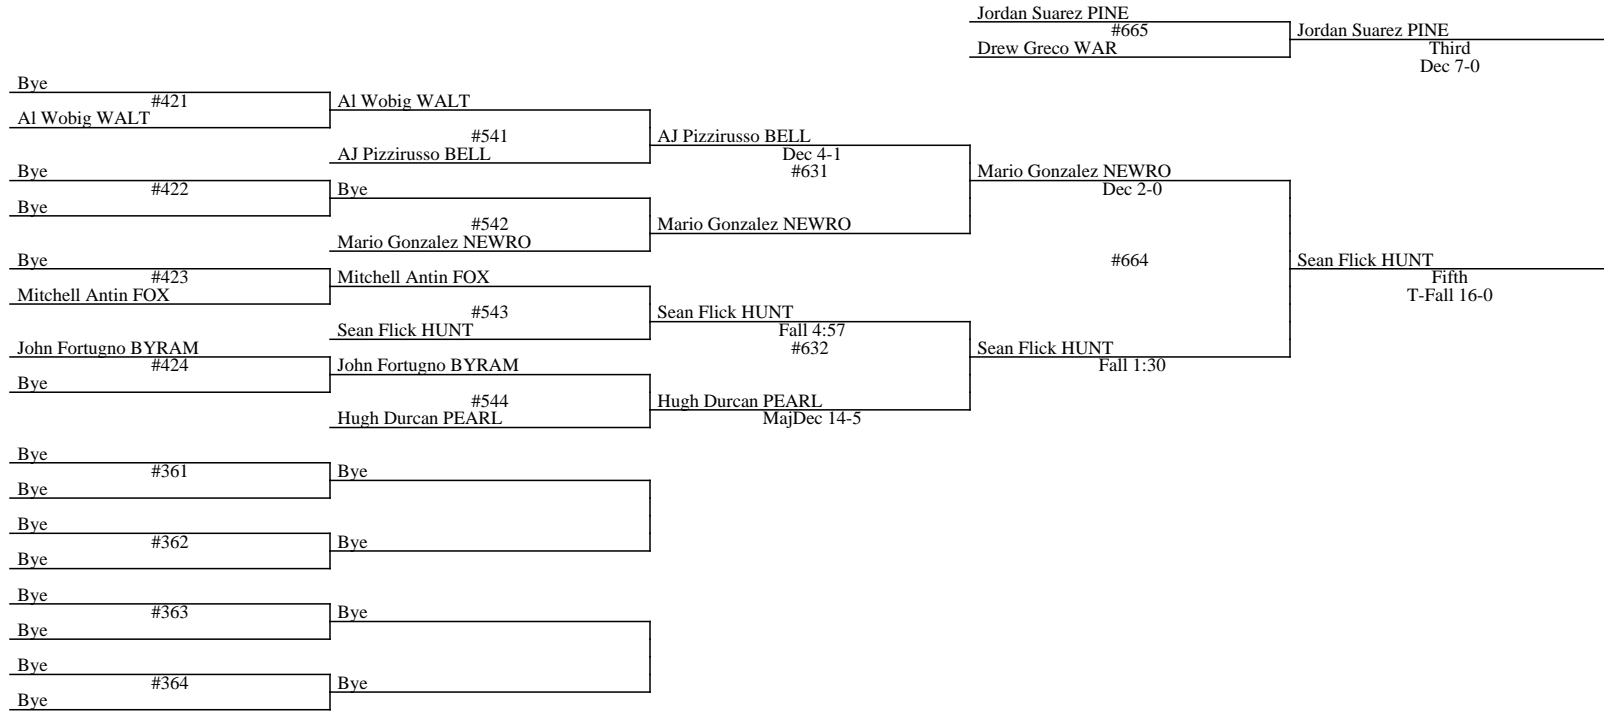 Jordan Suarez PINE
#665
Jordan Suarez PINE
Drew Greco WAR
Third
Dec 7-0
Bye
#421
Al Wobig WALT
Al Wobig WALT
#541
AJ Pizzirusso BELL
AJ Pizzirusso BELL
Dec 4-1
#631
Bye
#422
Bye
Bye
#542
Mario Gonzalez NEWRO
Mario Gonzalez NEWRO
Mario Gonzalez NEWRO
Dec 2-0
#664
Bye
#423
Mitchell Antin FOX
Mitchell Antin FOX
#543
Sean Flick HUNT
Sean Flick HUNT
Fall 4:57
#632
Sean Flick HUNT
Fifth
T-Fall 16-0
John Fortugno BYRAM
#424
Bye
John Fortugno BYRAM
#544
Hugh Durcan PEARL
Hugh Durcan PEARL
MajDec 14-5
Sean Flick HUNT
Fall 1:30
Bye
#361
Bye
Bye
Bye
#362
Bye
Bye
Bye
#363
Bye
Bye
Bye
#364
Bye
Bye